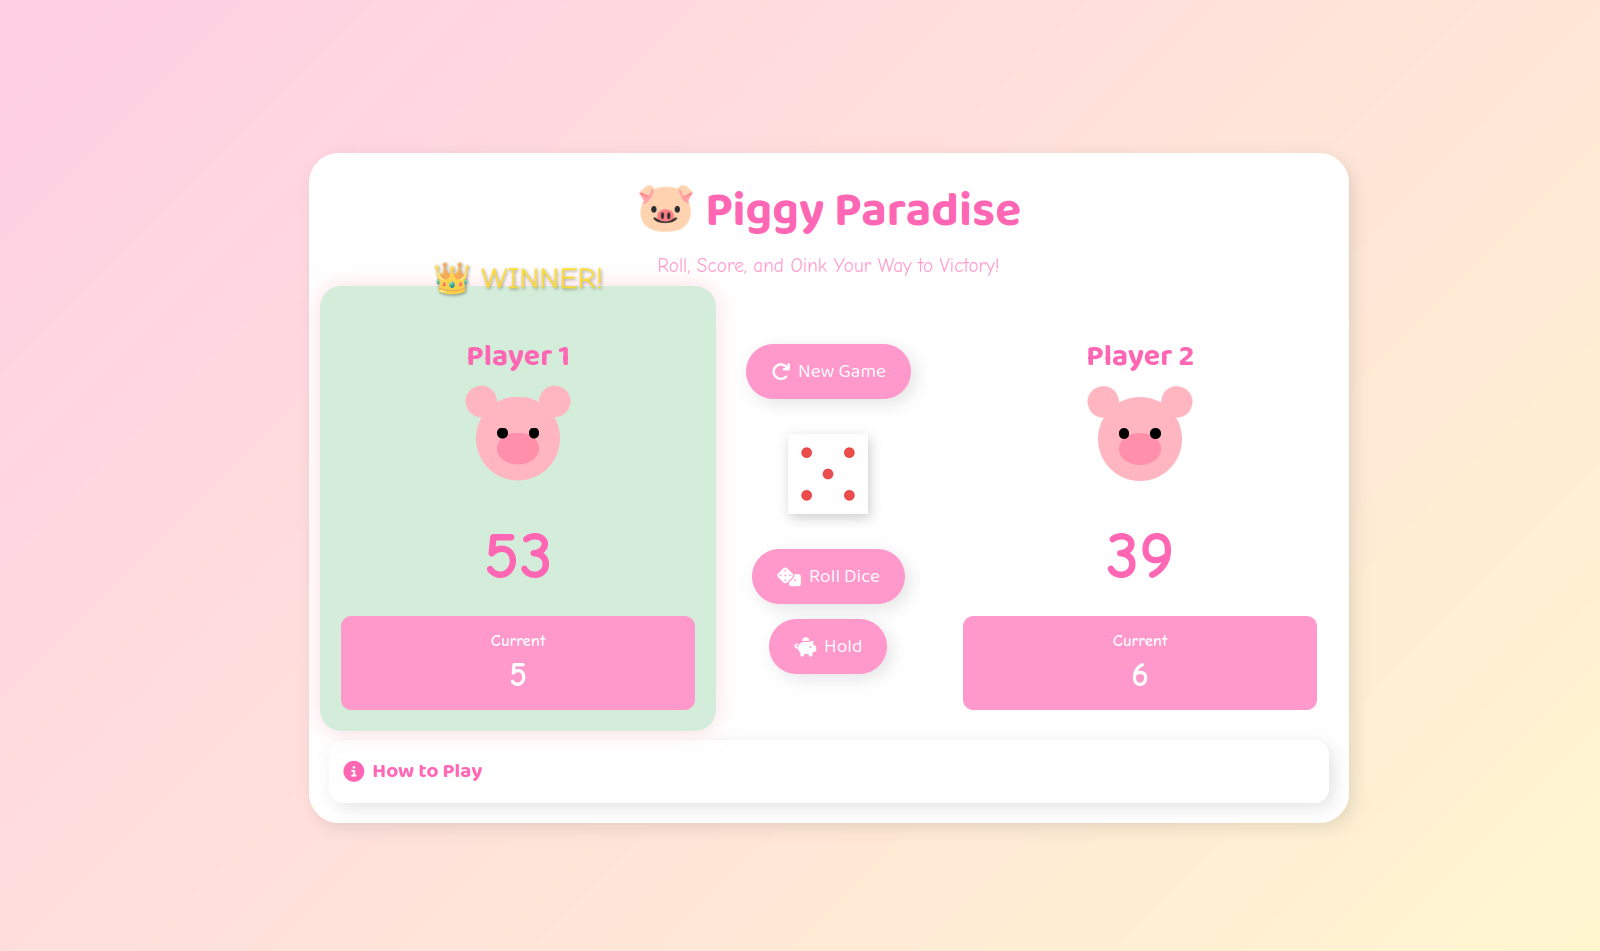 Piggy Paradise
Roll, Score, and Oink Your Way to Victory!
WINNER!
Player 1
53
Current
5
New Game
Roll Dice
Hold
Player 2
39
Current
6
How to Play